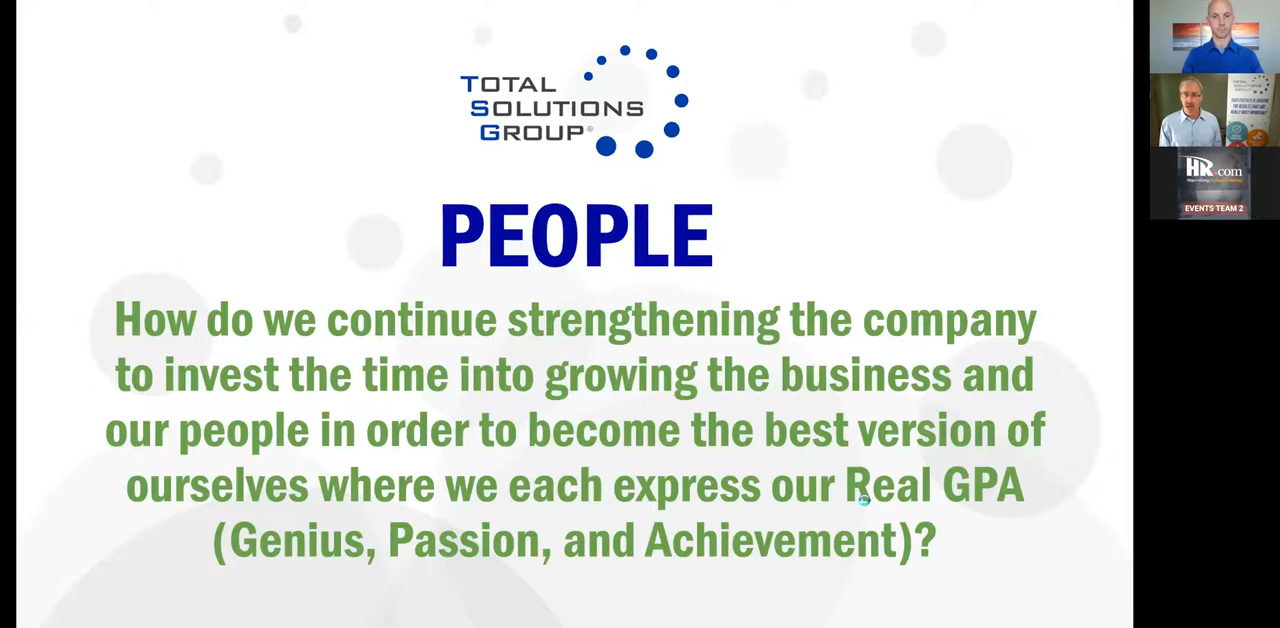 TOTAL
SOLUTIONS
GROUP®
PEOPLE
How do we continue strengthening the company
to invest the time into growing the business and
our people in order to become the best version of
ourselves where we each express our Real GPA
(Genius, Passion, and Achievement)?
HR.com
EVENTS TEAM 2